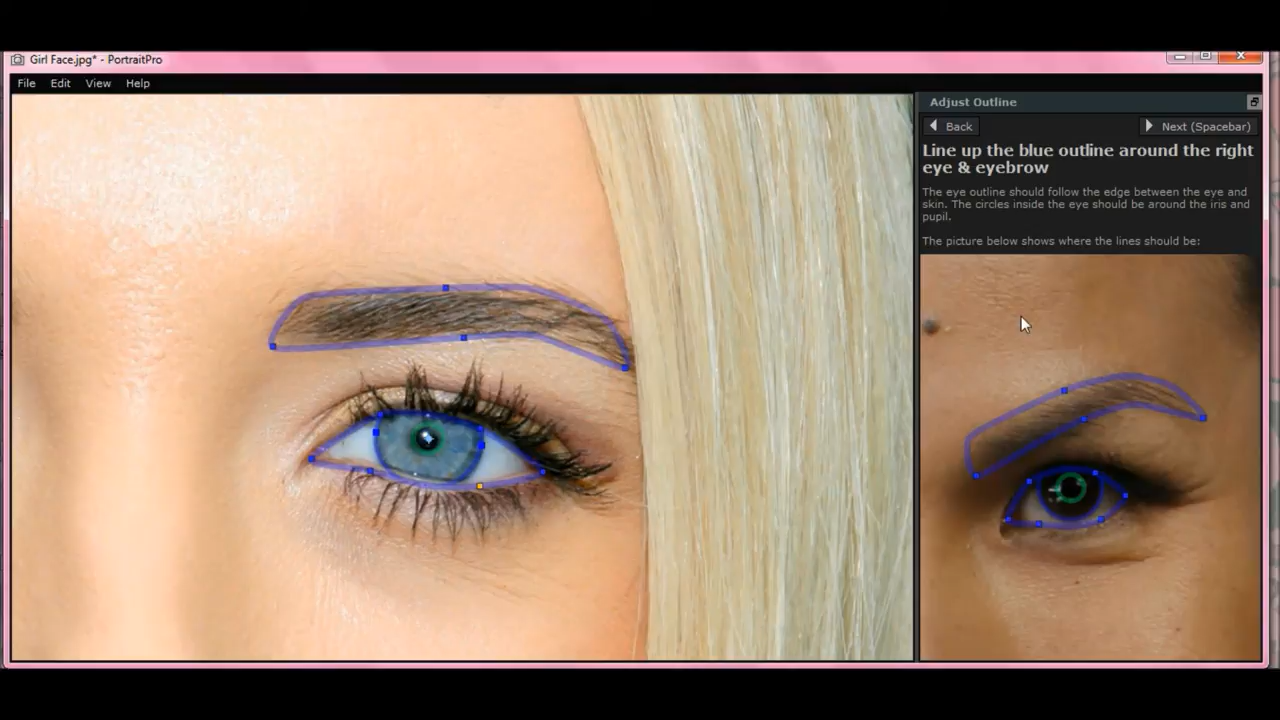 Girl Face.jpg* - PortraitPro
File Edit View Help
Adjust Outline
Back Next (Spacebar)
Line up the blue outline around the right
eye & eyebrow
The eye outline should follow the edge between the eye and
skin. The circles inside the eye should be around the iris and
pupil.
The picture below shows where the lines should be: